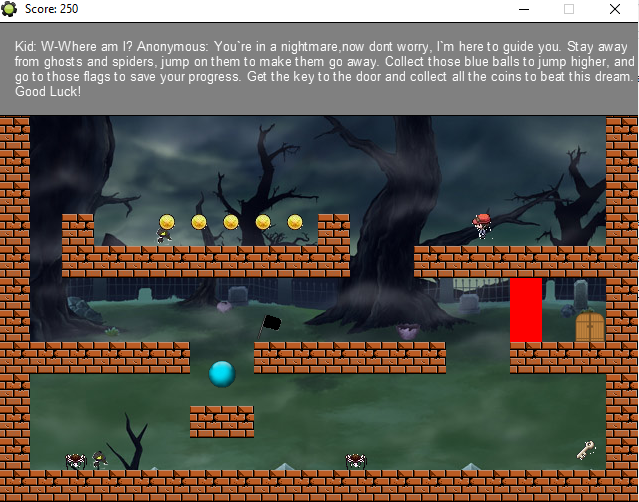 Score: 250
Kid: W-Where am I? Anonymous: You`re in a nightmare,now dont worry, I`m here to guide you. Stay away
from ghosts and spiders, jump on them to make them go away. Collect those blue balls to jump higher, and
go to those flags to save your progress. Get the key to the door and collect all the coins to beat this dream.
Good Luck!